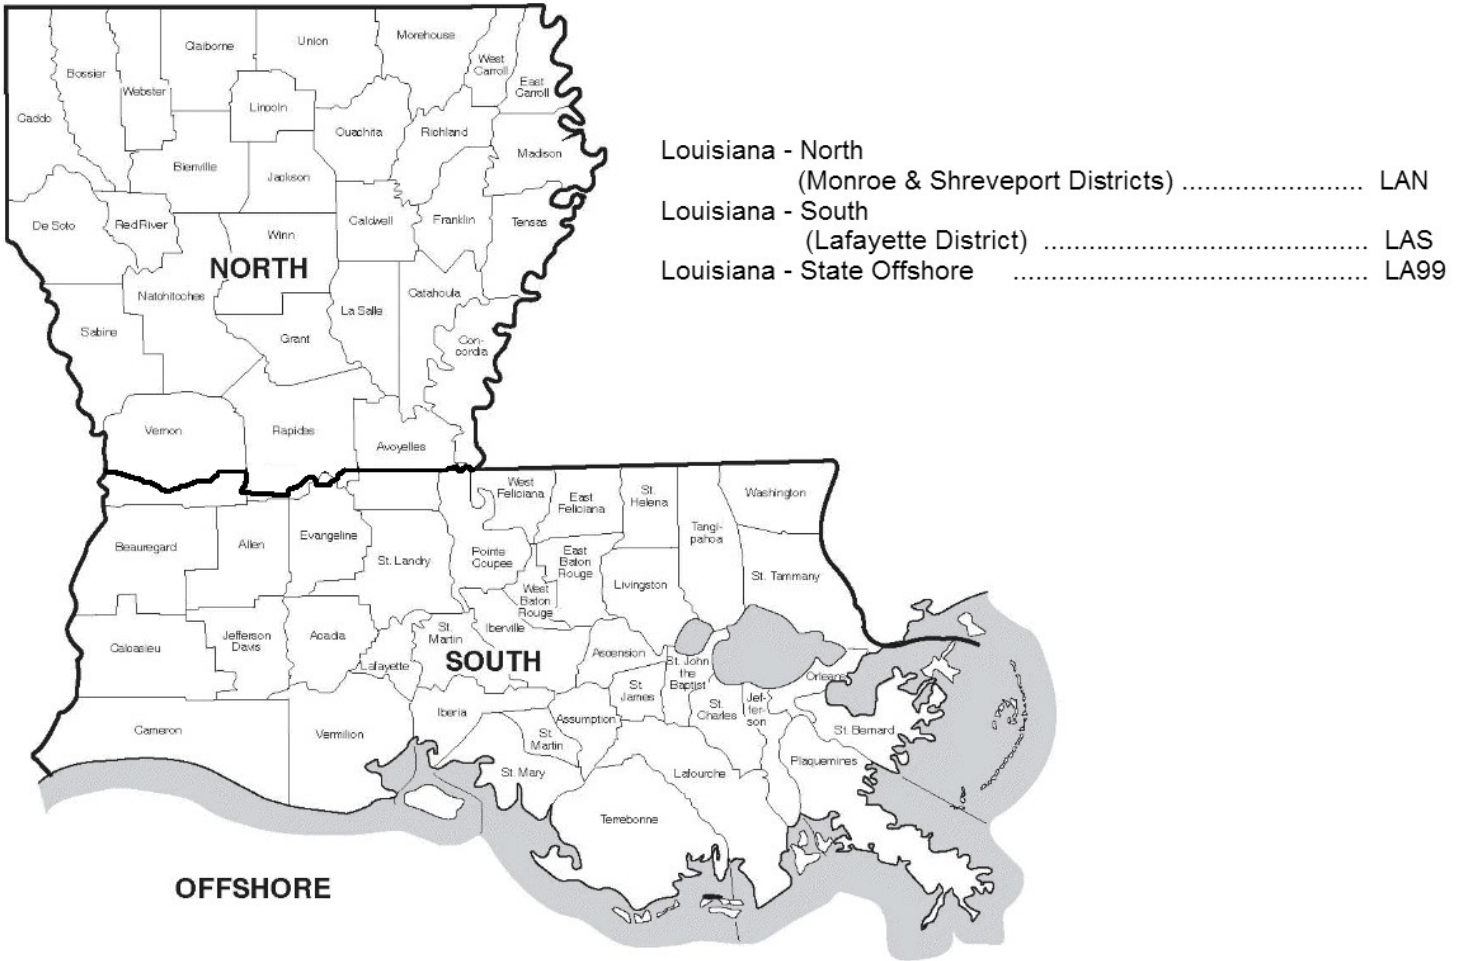 Claiborne
Union
Morehouse
West
Carroll
East
Carroll
Bossier
Webster
Lincoln
Caddo
Ouachita
Richland
Madison
Bienville
Jackson
De Soto
Red River
Caldwell
Franklin
Tensas
Winn
NORTH
Natchitoches
Catahoula
La Salle
Sabine
Grant
Con-
cordia
Vernon
Rapides
Avoyelles
Louisiana - North
(Monroe & Shreveport Districts) ........................ LAN
Louisiana - South
(Lafayette District) ........................................... LAS
Louisiana - State Offshore ............................................... LA99
West
Feliciana
East
Feliciana
St.
Helena
Washington
Tangi-
pahoa
Beauregard
Allen
Evangeline
St. Landry
Pointe
Coupee
East
Baton
Rouge
West
Baton
Rouge
Livingston
St. Tammany
Calcasieu
Jefferson
Davis
Acadia
Lafayette
St.
Martin
Iberville
SOUTH
Ascension
St. John
the
Baptist
Orleans
St.
James
St.
Charles
Jef-
fer-
son
Cameron
Vermilion
Iberia
Assumption
St.
Martin
St. Bernard
St. Mary
Lafourche
Plaquemines
Terrebonne
OFFSHORE